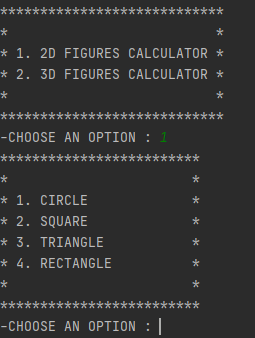 ****************************
*                          *
* 1. 2D FIGURES CALCULATOR *
* 2. 3D FIGURES CALCULATOR *
*                          *
****************************
-CHOOSE AN OPTION : 1
*************************
*                       *
* 1. CIRCLE             *
* 2. SQUARE             *
* 3. TRIANGLE           *
* 4. RECTANGLE          *
*                       *
*************************
-CHOOSE AN OPTION :